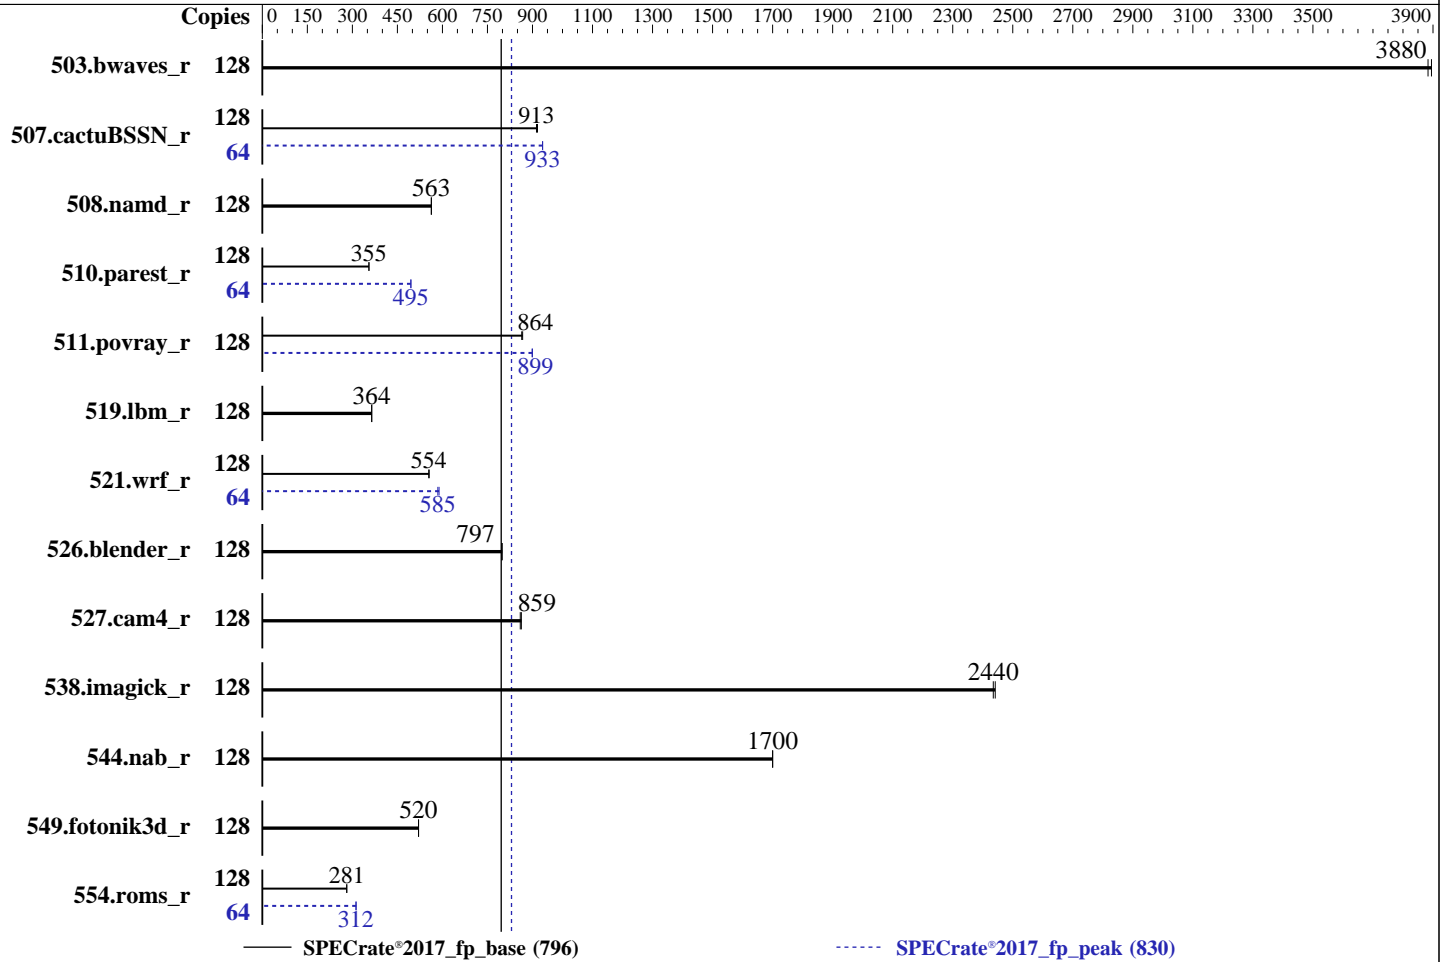 Copies 0 150 300 450 600 750 900 1100 1300 1500 1700 1900 2100 2300 2500 2700 2900 3100 3300 3500 3900
503.bwaves_r 128 3880
507.cactuBSSN_r 128 913
64 933
508.namd_r 128 563
510.parest_r 128 355
64 495
511.povray_r 128 864
899
519.lbm_r 128 364
521.wrf_r 128 554
64 585
526.blender_r 128 797
527.cam4_r 128 859
538.imagick_r 128 2440
544.nab_r 128 1700
549.fotonik3d_r 128 520
554.roms_r 128 281
64 312
SPECrate®2017_fp_base (796) SPECrate®2017_fp_peak (830)